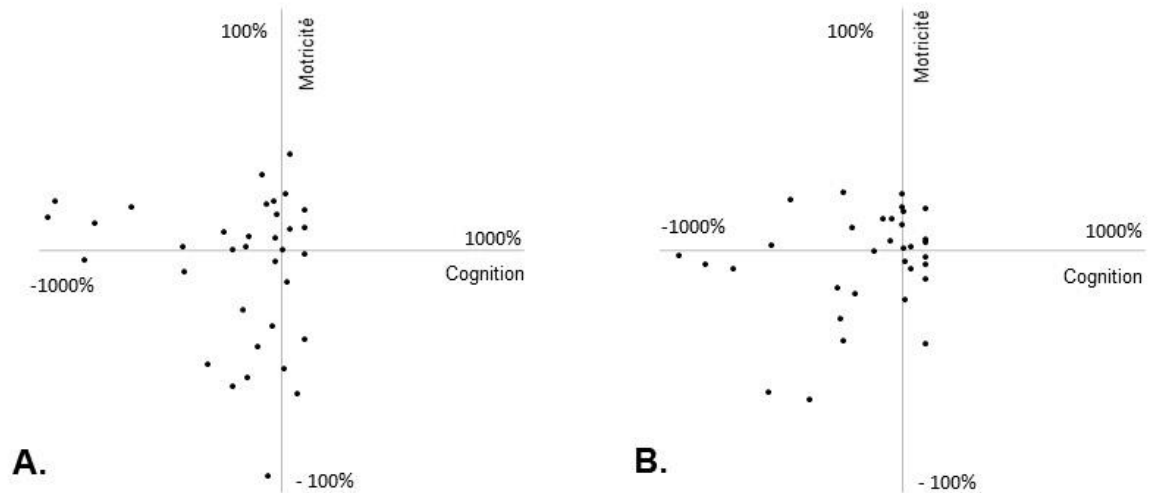 100%
Motricité
1000%
Cognition
-1000%
- 100%
A.
100%
Motricité
-1000%
1000%
Cognition
- 100%
B.